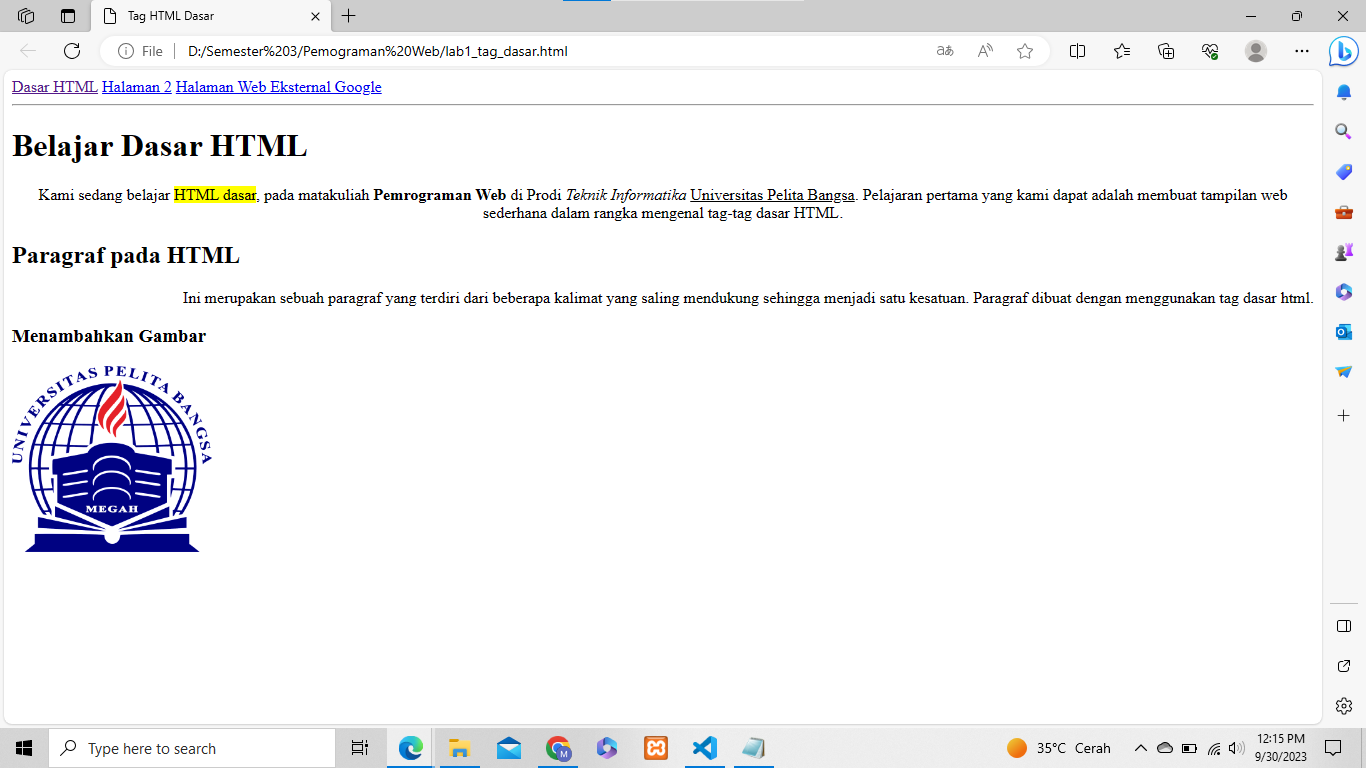 Tag HTML Dasar
File
D:/Semester%203/Pemograman%20Web/lab1_tag_dasar.html
Dasar HTML Halaman 2 Halaman Web Eksternal Google
Belajar Dasar HTML
Kami sedang belajar HTML dasar, pada matakuliah Pemrograman Web di Prodi Teknik Informatika Universitas Pelita Bangsa. Pelajaran pertama yang kami dapat adalah membuat tampilan web
sederhana dalam rangka mengenal tag-tag dasar HTML.
Paragraf pada HTML
Ini merupakan sebuah paragraf yang terdiri dari beberapa kalimat yang saling mendukung sehingga menjadi satu kesatuan. Paragraf dibuat dengan menggunakan tag dasar html.
Menambahkan Gambar
UNIVERSITAS PELITA BANGSA
MEGAH
Type here to search
M
35°C Cerah
12:15 PM
9/30/2023